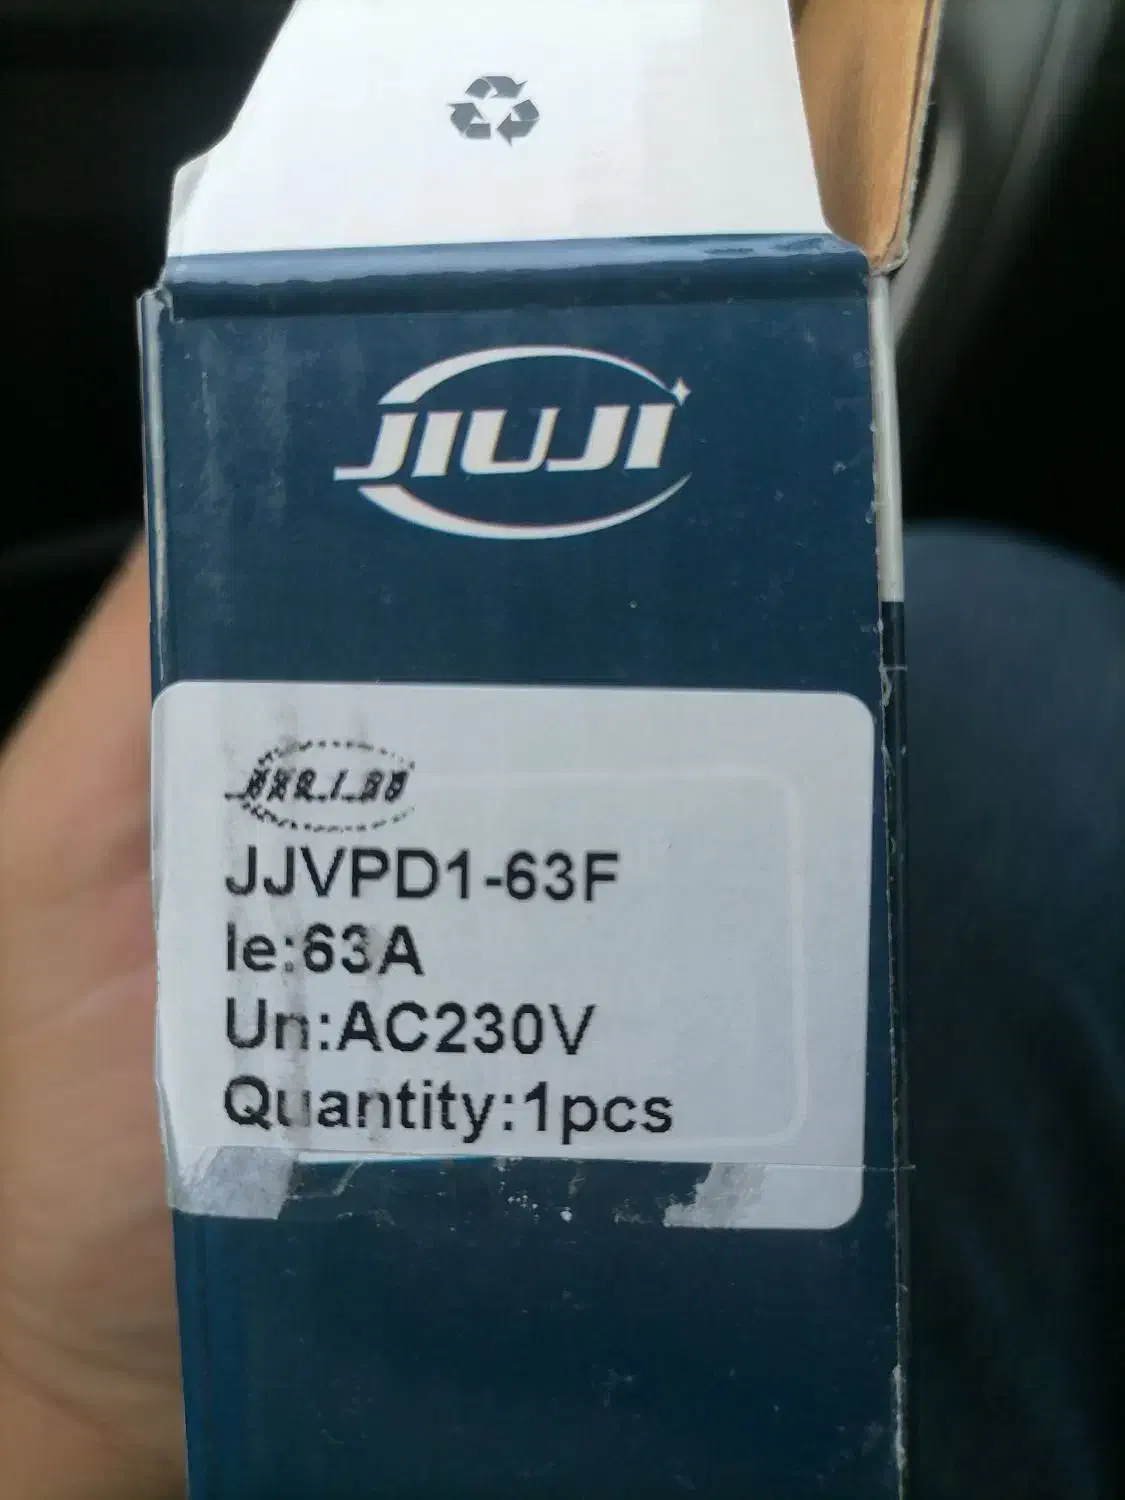 JIUJI
JJVPD1-63F
Ie:63A
Un:AC230V
Quantity:1pcs